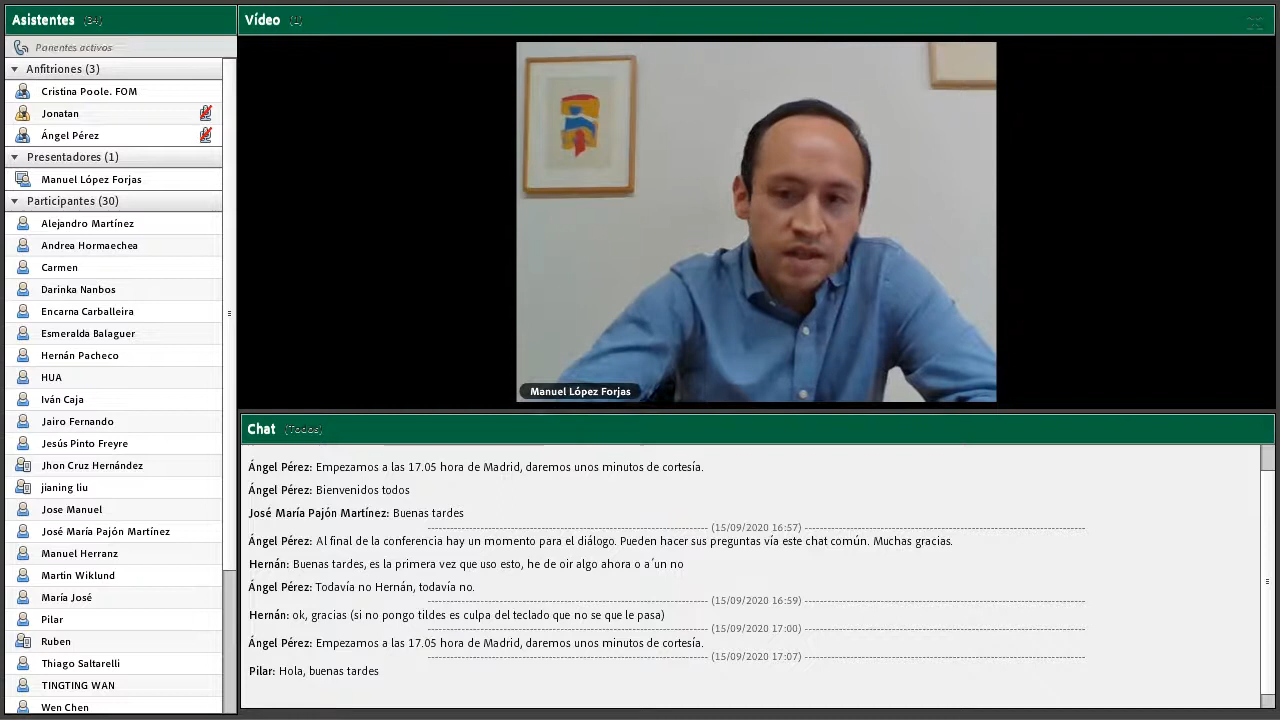 Asistentes (34)
Ponentes activos
Anfitriones (3)
Cristina Poole. FOM
Jonatan
Ángel Pérez
Presentadores (1)
Manuel López Forjas
Participantes (30)
Alejandro Martínez
Andrea Hormaechea
Carmen
Darinka Nanbos
Encarna Carballeira
Esmeralda Balaguer
Hernán Pacheco
HUA
Iván Caja
Jairo Fernando
Jesús Pinto Freyre
Jhon Cruz Hernández
jianing liu
Jose Manuel
José María Pajón Martínez
Manuel Herranz
Martin Wiklund
María José
Pilar
Ruben
Thiago Saltarelli
TINGTING WAN
Wen Chen
Vídeo (1)
Manuel López Forjas
Chat (Todos)
Ángel Pérez: Empezamos a las 17.05 hora de Madrid, daremos unos minutos de cortesía.
Ángel Pérez: Bienvenidos todos
José María Pajón Martínez: Buenas tardes
(15/09/2020 16:57)
Ángel Pérez: Al final de la conferencia hay un momento para el diálogo. Pueden hacer sus preguntas vía este chat común. Muchas gracias.
Hernán: Buenas tardes, es la primera vez que uso esto, he de oir algo ahora o a´un no
Ángel Pérez: Todavía no Hernán, todavía no.
(15/09/2020 16:59)
Hernán: ok, gracias (si no pongo tildes es culpa del teclado que no se que le pasa)
(15/09/2020 17:00)
Ángel Pérez: Empezamos a las 17.05 hora de Madrid, daremos unos minutos de cortesía.
(15/09/2020 17:07)
Pilar: Hola, buenas tardes